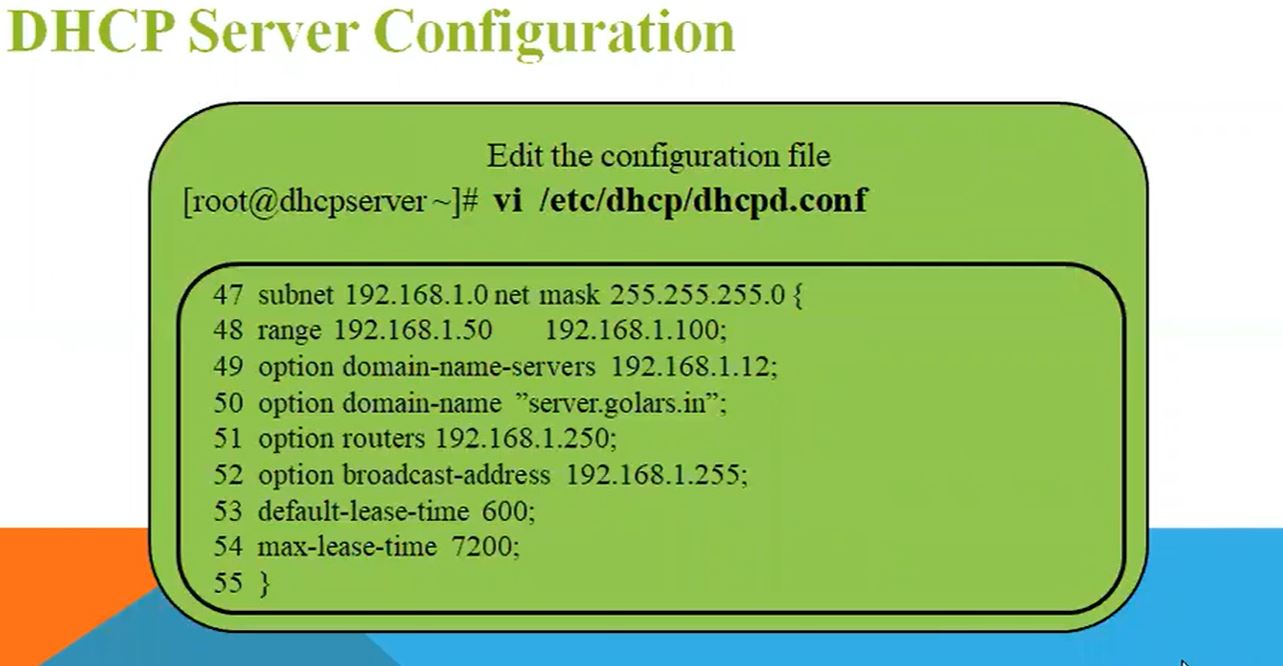 DHCP Server Configuration
Edit the configuration file
[root@dhcpserver ~]# vi /etc/dhcp/dhcpd.conf
47 subnet 192.168.1.0 net mask 255.255.255.0 {
48 range 192.168.1.50 192.168.1.100;
49 option domain-name-servers 192.168.1.12;
50 option domain-name ”server.golars.in”;
51 option routers 192.168.1.250;
52 option broadcast-address 192.168.1.255;
53 default-lease-time 600;
54 max-lease-time 7200;
55 }